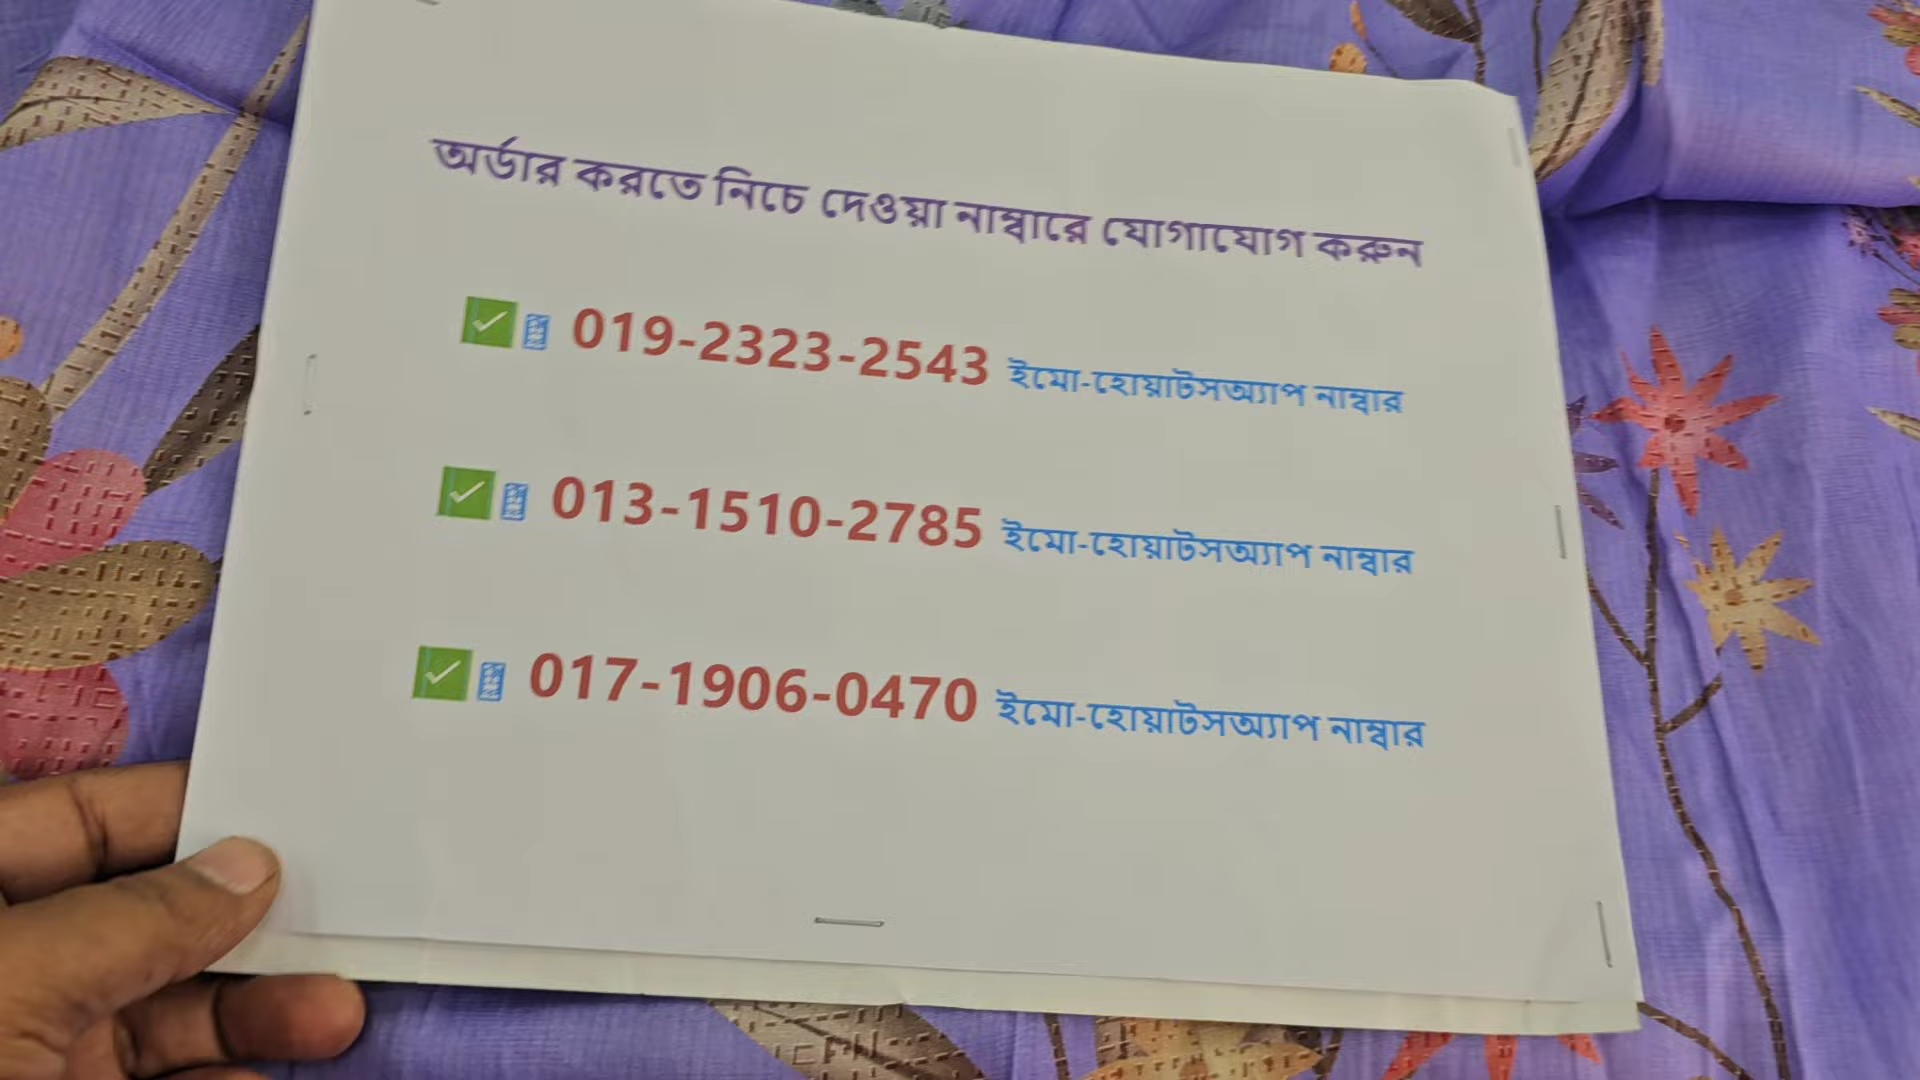 অর্ডার করতে নিচে দেওয়া নাম্বারে যোগাযোগ করুন
✅ 019-2323-2543 ইমো-হোয়াটসঅ্যাপ নাম্বার
✅ 013-1510-2785 ইমো-হোয়াটসঅ্যাপ নাম্বার
✅ 017-1906-0470 ইমো-হোয়াটসঅ্যাপ নাম্বার